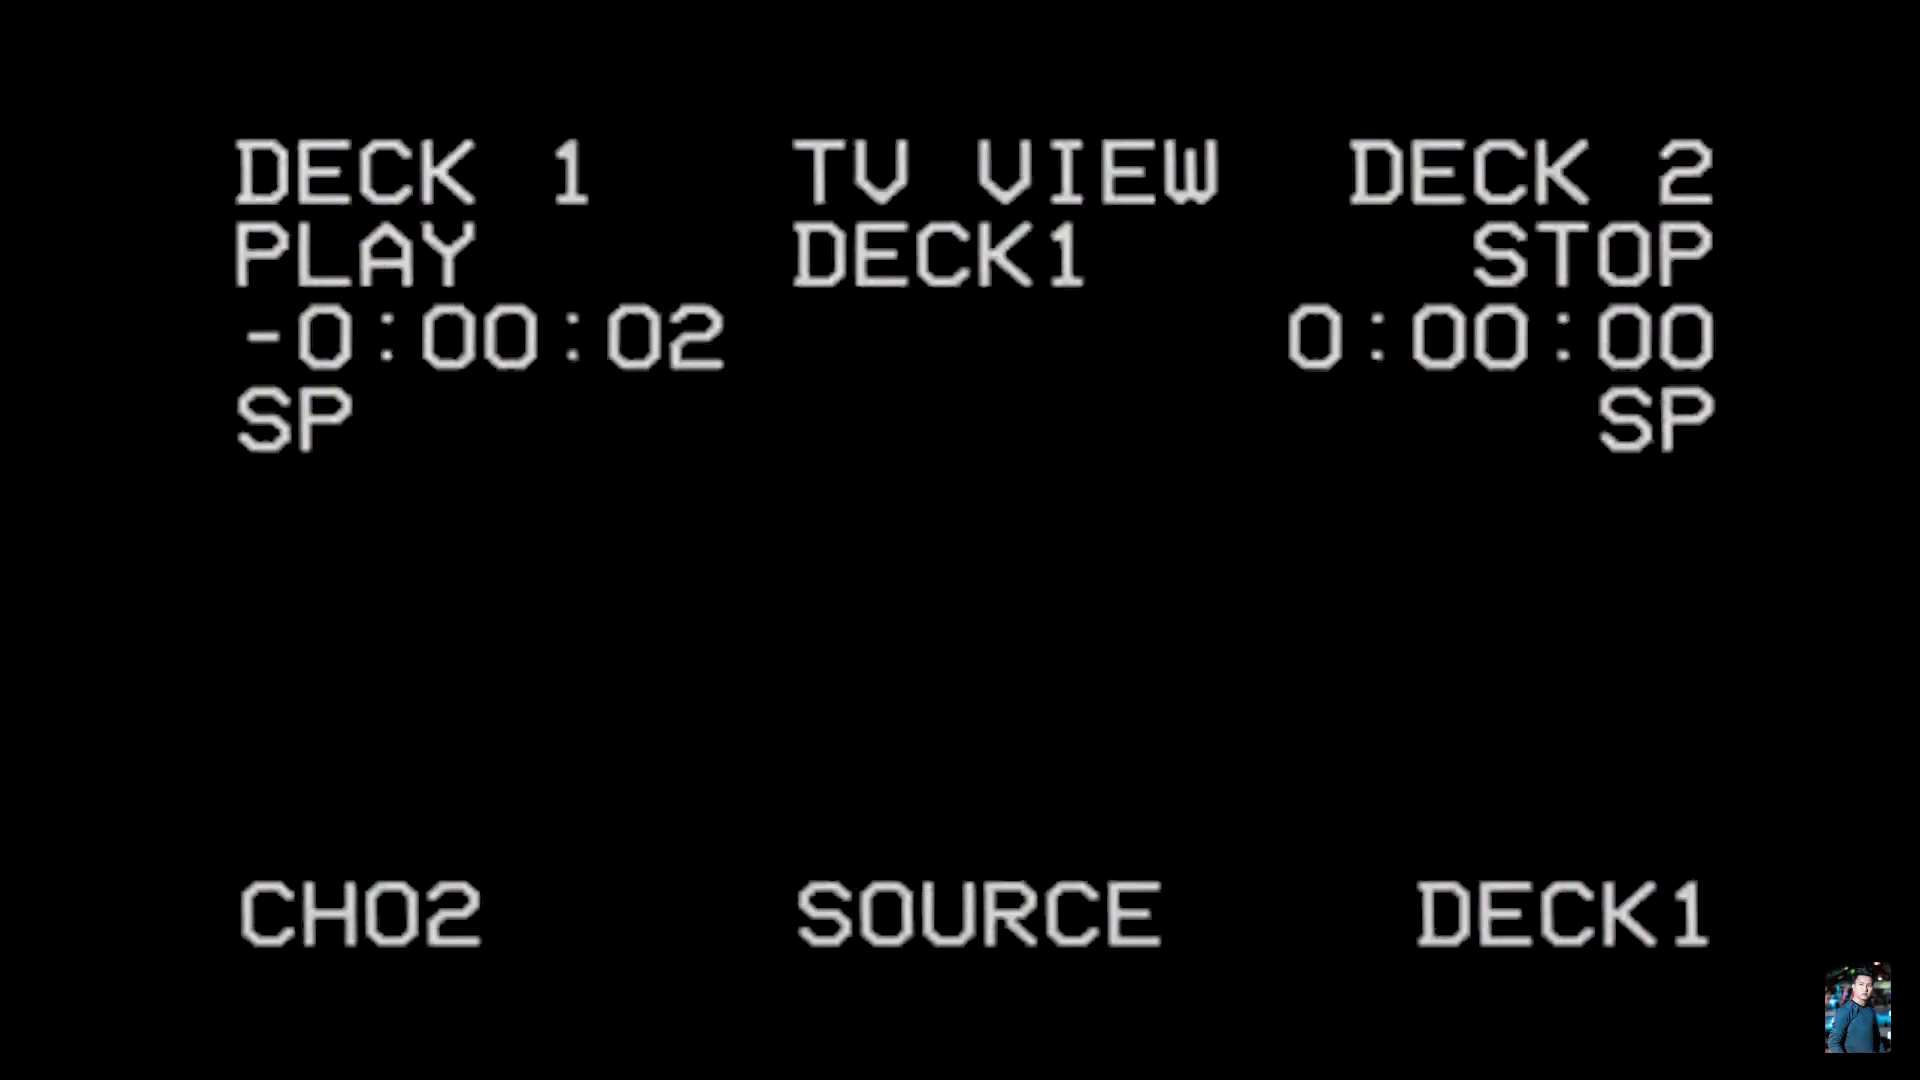 DECK 1 TV VIEW DECK 2
PLAY DECK1 STOP
-0:00:02 0:00:00
SP SP
CH02 SOURCE DECK1